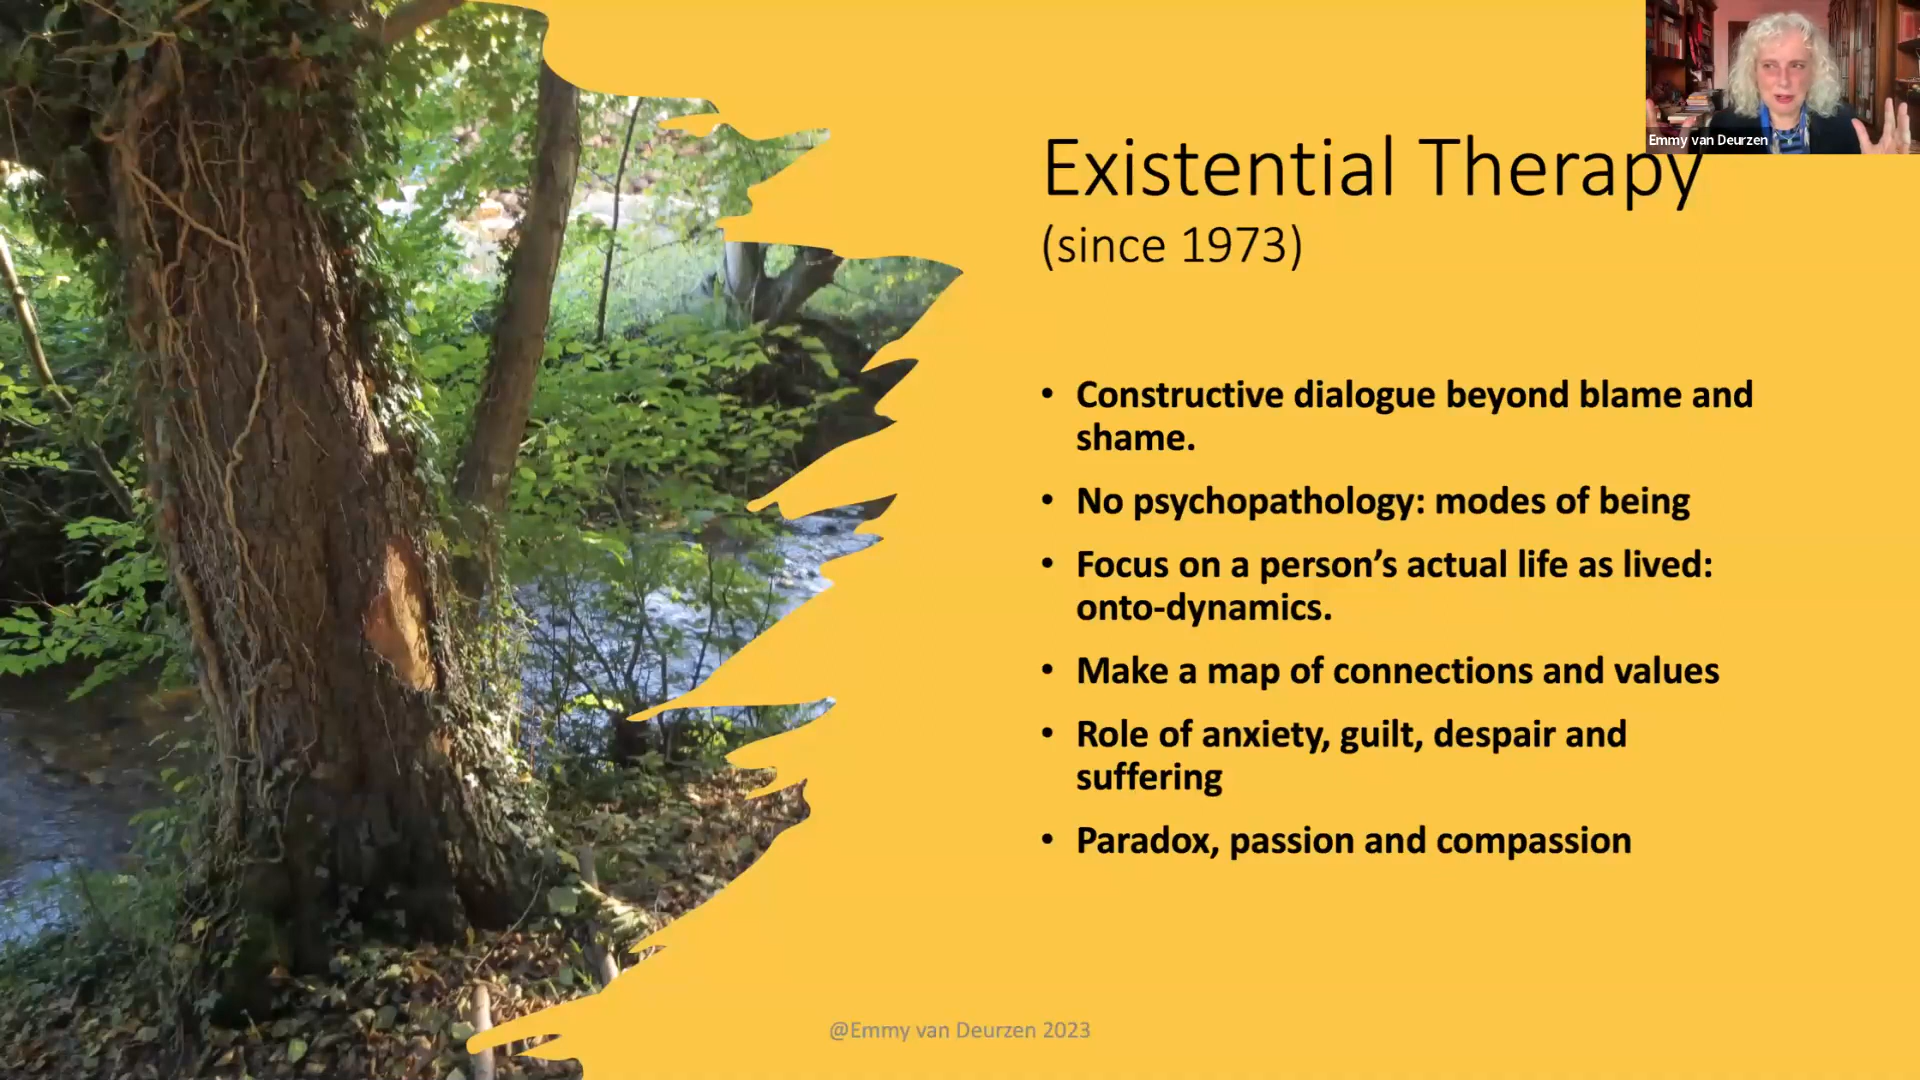 Emmy van Deurzen
Existential Therapy
(since 1973)
• Constructive dialogue beyond blame and
shame.
• No psychopathology: modes of being
• Focus on a person’s actual life as lived:
onto-dynamics.
• Make a map of connections and values
• Role of anxiety, guilt, despair and
suffering
• Paradox, passion and compassion
@Emmy van Deurzen 2023